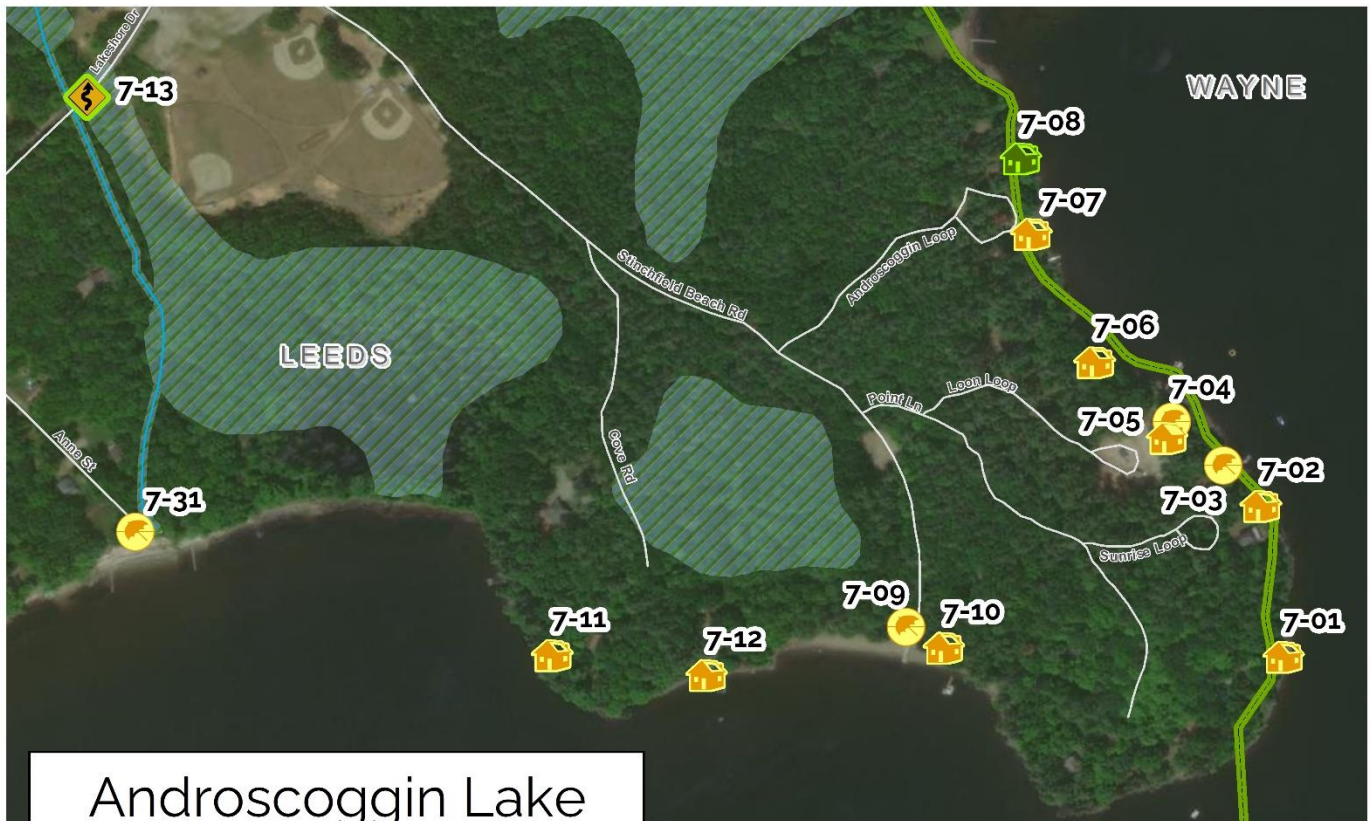 Lakeshore Dr
7-13
WAYNE
7-08
7-07
Androscoggin Loop
Stinchfield Beach Rd
7-06
LEEDS
7-04
Loon Loop
Point Ln
7-05
Anne St
Cove Rd
7-02
7-03
7-31
Sunrise Loop
7-09
7-10
7-11
7-12
7-01
Androscoggin Lake